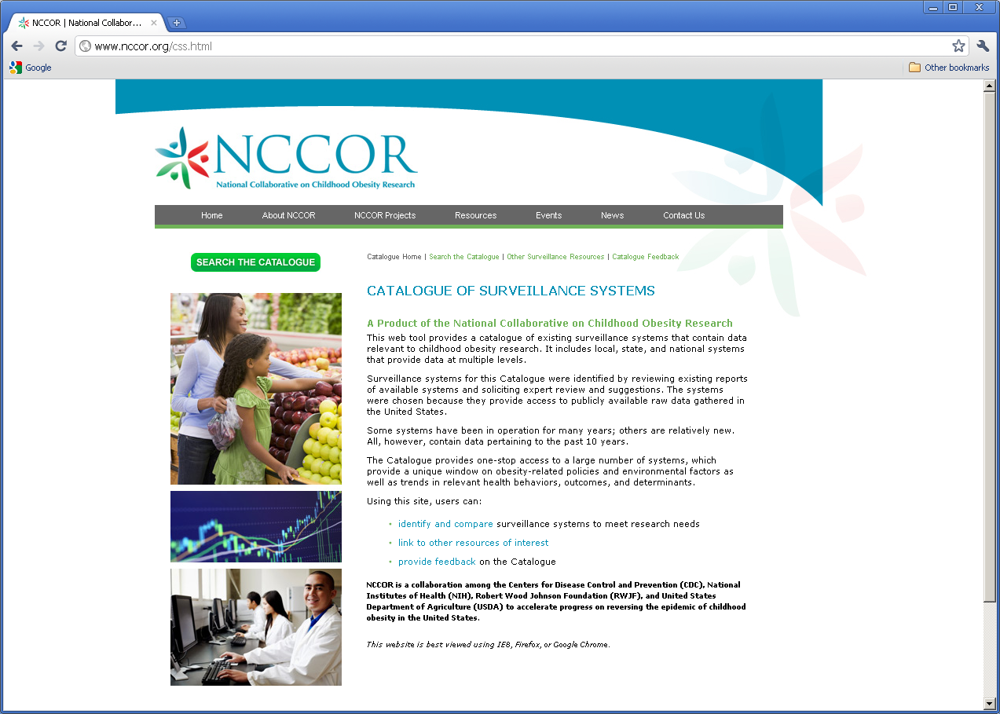 NCCOR | National Collabor...
www.nccor.org/css.html
Google
Other bookmarks
NCCOR
National Collaborative on Childhood Obesity Research
Home About NCCOR NCCOR Projects Resources Events News Contact Us
SEARCH THE CATALOGUE
Catalogue Home | Search the Catalogue | Other Surveillance Resources | Catalogue Feedback
CATALOGUE OF SURVEILLANCE SYSTEMS
A Product of the National Collaborative on Childhood Obesity Research
This web tool provides a catalogue of existing surveillance systems that contain data
relevant to childhood obesity research. It includes local, state, and national systems
that provide data at multiple levels.
Surveillance systems for this Catalogue were identified by reviewing existing reports
of available systems and soliciting expert review and suggestions. The systems
were chosen because they provide access to publicly available raw data gathered in
the United States.
Some systems have been in operation for many years; others are relatively new.
All, however, contain data pertaining to the past 10 years.
The Catalogue provides one-stop access to a large number of systems, which
provide a unique window on obesity-related policies and environmental factors as
well as trends in relevant health behaviors, outcomes, and determinants.
Using this site, users can:
• identify and compare surveillance systems to meet research needs
• link to other resources of interest
• provide feedback on the Catalogue
NCCOR is a collaboration among the Centers for Disease Control and Prevention (CDC), National
Institutes of Health (NIH), Robert Wood Johnson Foundation (RWJF), and United States
Department of Agriculture (USDA) to accelerate progress on reversing the epidemic of childhood
obesity in the United States.
This website is best viewed using IE8, Firefox, or Google Chrome.